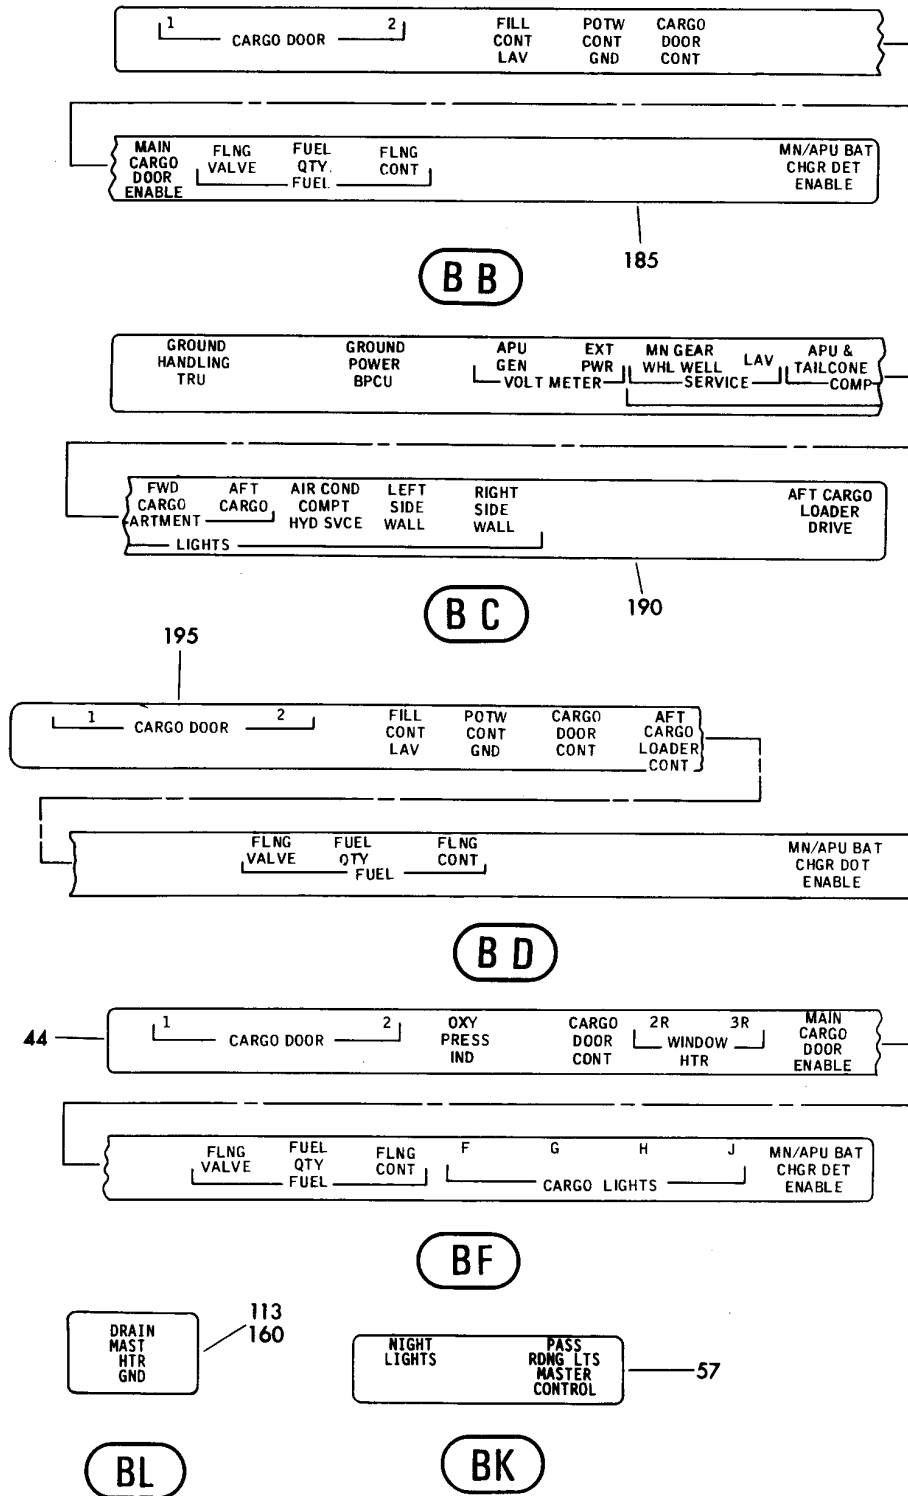 1 2 FILL POTW CARGO
CARGO DOOR CONT CONT DOOR
LAV GND CONT
MAIN FLNG FUEL FLNG MN/APU BAT
CARGO VALVE QTY. CONT CHGR DET
DOOR FUEL ENABLE
ENABLE
185
BB
GROUND GROUND APU EXT MN GEAR LAV APU &
HANDLING POWER GEN PWR WHL WELL TAILCONE
TRU BPCU VOLT METER SERVICE COMP
FWD AFT AIR COND LEFT RIGHT AFT CARGO
CARGO CARGO COMPT SIDE SIDE LOADER
ARTMENT HYD SVCE WALL WALL DRIVE
LIGHTS
190
BC
195
1 2 FILL POTW CARGO AFT
CARGO DOOR CONT CONT DOOR CARGO
LAV GND CONT LOADER
CONT
FLNG FUEL FLNG MN/APU BAT
VALVE QTY CONT CHGR DOT
FUEL ENABLE
BD
44
1 2 OXY CARGO 2R 3R MAIN
CARGO DOOR PRESS DOOR WINDOW CARGO
IND CONT HTR DOOR
ENABLE
FLNG FUEL FLNG F G H J MN/APU BAT
VALVE QTY CONT CHGR DET
FUEL CARGO LIGHTS ENABLE
BF
DRAIN
MAST
HTR
GND
113
160
BL
NIGHT PASS
LIGHTS RDNG LTS
MASTER
CONTROL
57
BK